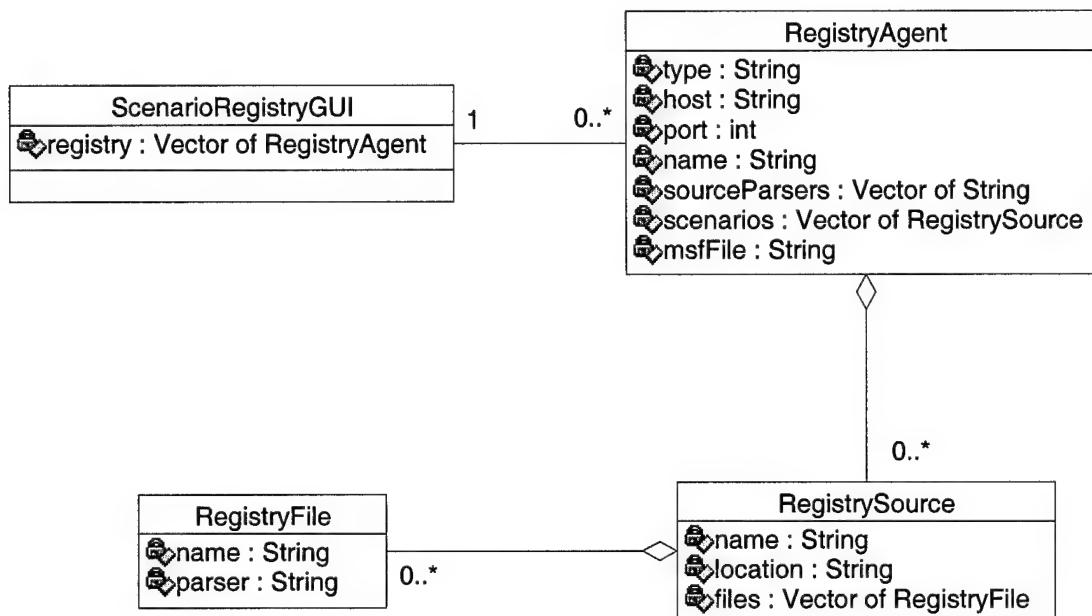 RegistryAgent
type : String
host : String
port : int
name : String
sourceParsers : Vector of String
scenarios : Vector of RegistrySource
msfFile : String
ScenarioRegistryGUI
registry : Vector of RegistryAgent
1
0..*
0..*
RegistrySource
name : String
location : String
files : Vector of RegistryFile
RegistryFile
name : String
parser : String
0..*